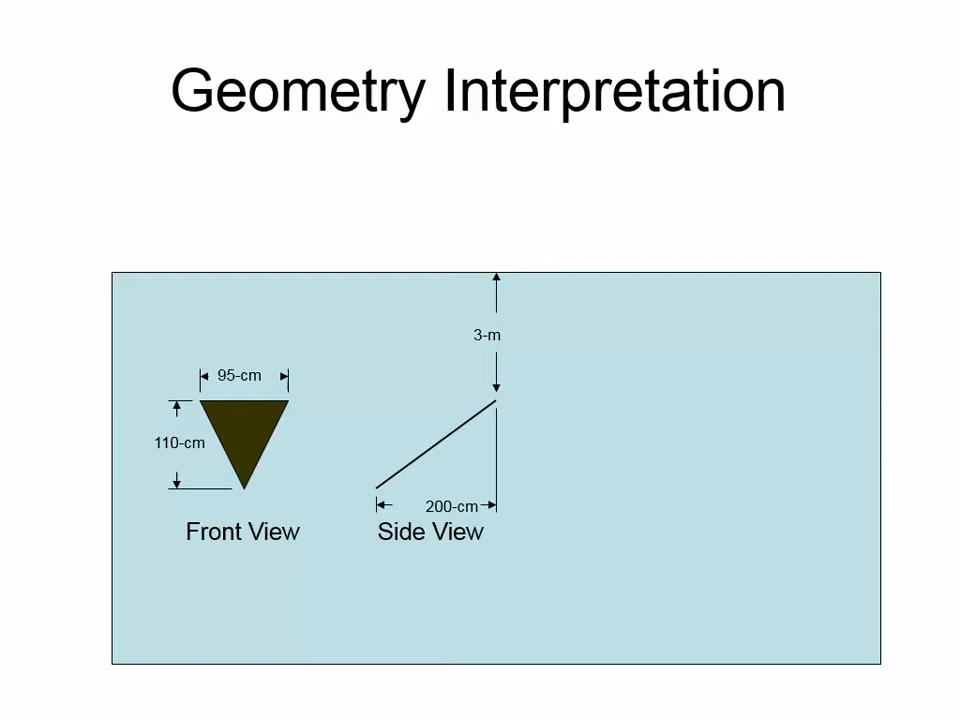 Geometry Interpretation
3-m
95-cm
110-cm
200-cm
Front View
Side View